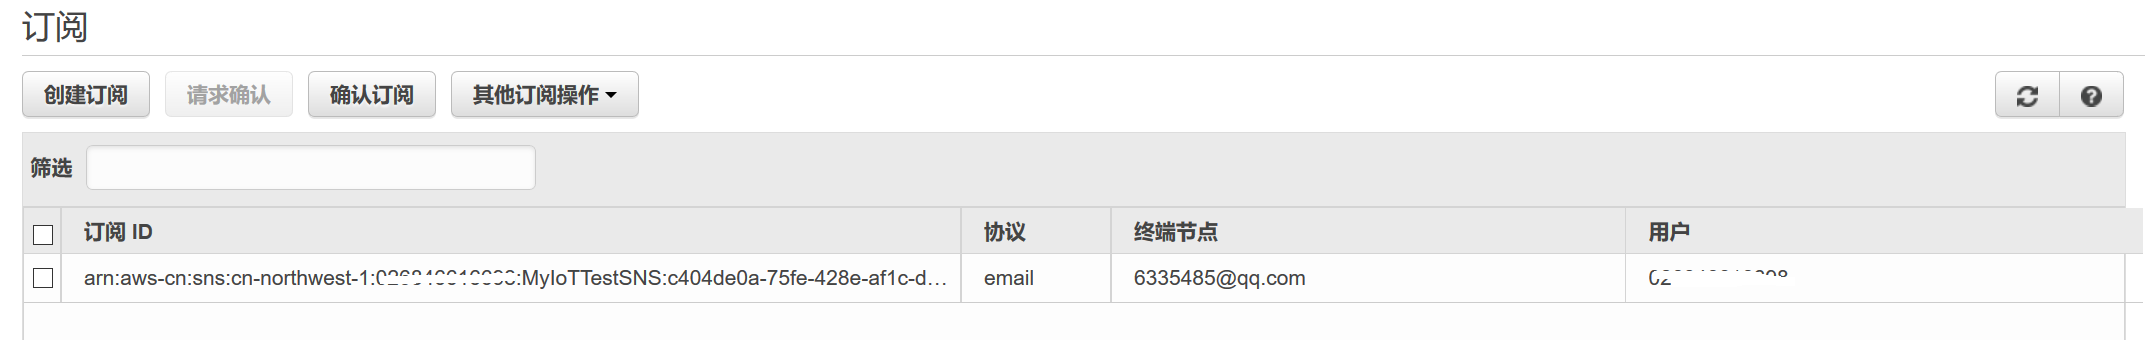 订阅
创建订阅 请求确认 确认订阅 其他订阅操作
筛选
订阅 ID 协议 终端节点 用户
arn:aws-cn:sns:cn-northwest-1: :MyIoTTestSNS:c404de0a-75fe-428e-af1c-d... email 6335485@qq.com